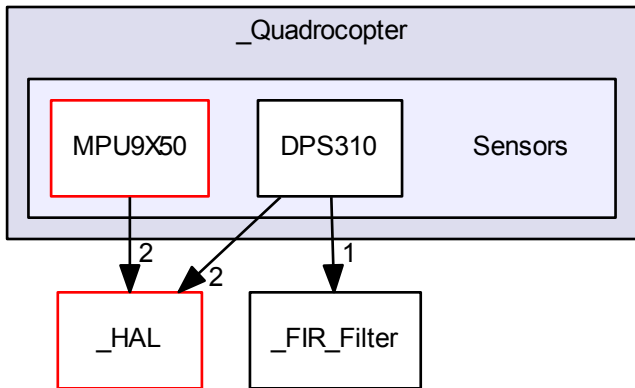 _Quadrocopter
MPU9X50
DPS310
Sensors
2
2
1
_HAL
_FIR_Filter